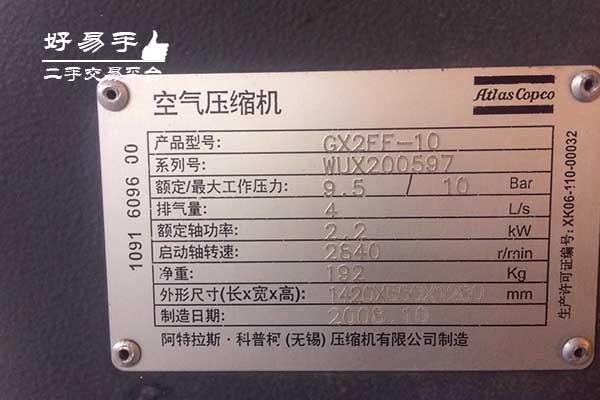 好易手
二手交易平台
Atlas Copco
空气压缩机
产品型号: GX2FF-10
系列号: WUX200597
额定/最大工作压力: 9.5 / 10 Bar
排气量: 4 L/s
额定轴功率: 2.2 kW
启动轴转速: 2840 r/min
净重: 192 Kg
外形尺寸(长x宽x高): mm
制造日期: 2008.10
阿特拉斯·科普柯 (无锡) 压缩机有限公司制造
1091 6096 00
生产许可证编号: XK06-110-00032